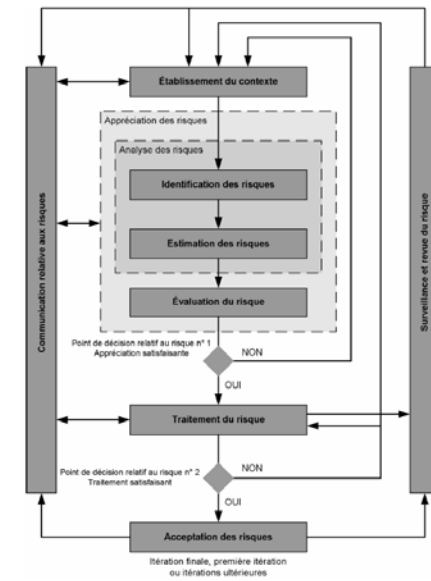 Établissement du contexte
Appréciation des risques
Analyse des risques
Identification des risques
Estimation des risques
Évaluation du risque
Point de décision relatif au risque n° 1
Appréciation satisfaisante
NON
OUI
Traitement du risque
Point de décision relatif au risque n° 2
Traitement satisfaisant
NON
OUI
Acceptation des risques
Itération finale, première itération
ou itérations ultérieures
Communication relative aux risques
Surveillance et revue du risque